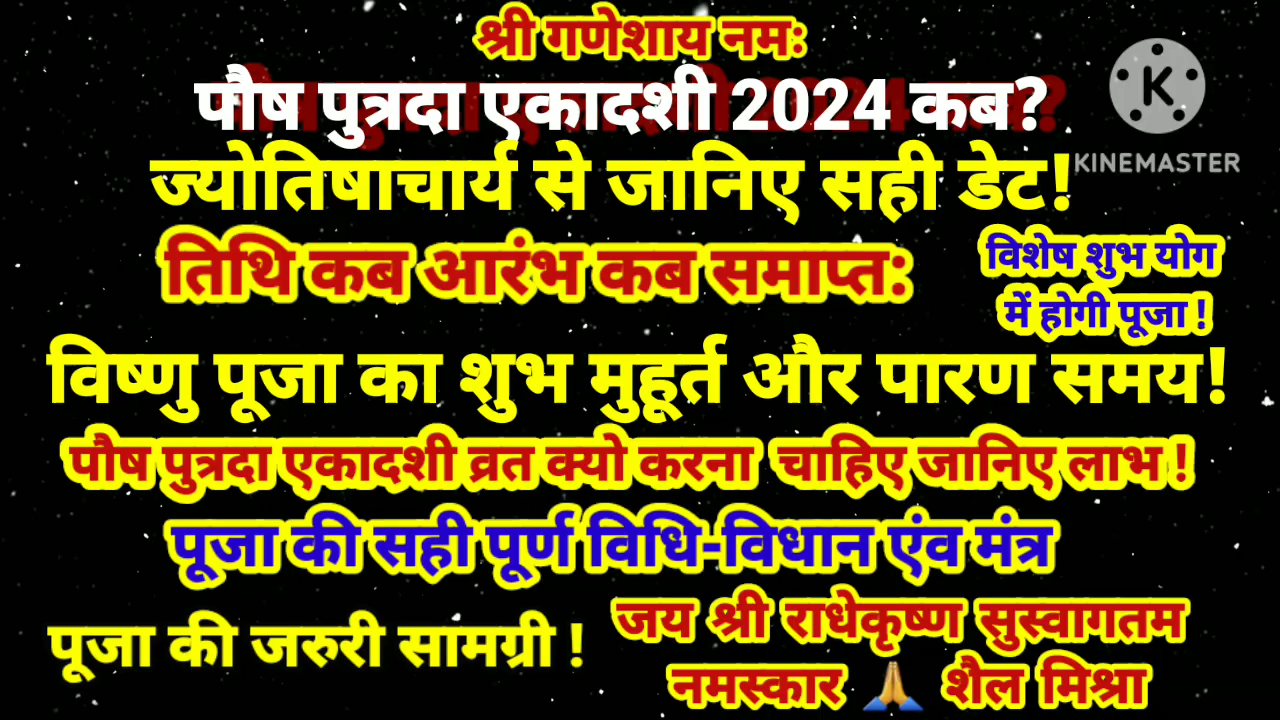 श्री गणेशाय नमः
पौष पुत्रदा एकादशी 2024 कब?
KINEMASTER
ज्योतिषाचार्य से जानिए सही डेट!
तिथि कब आरंभ कब समाप्त:
विशेष शुभ योग
में होगी पूजा !
विष्णु पूजा का शुभ मुहूर्त और पारण समय!
पौष पुत्रदा एकादशी व्रत क्यो करना चाहिए जानिए लाभ !
पूजा की सही पूर्ण विधि-विधान एंव मंत्र
पूजा की जरुरी सामग्री !
जय श्री राधेकृष्ण सुस्वागतम
नमस्कार 🙏 शैल मिश्रा